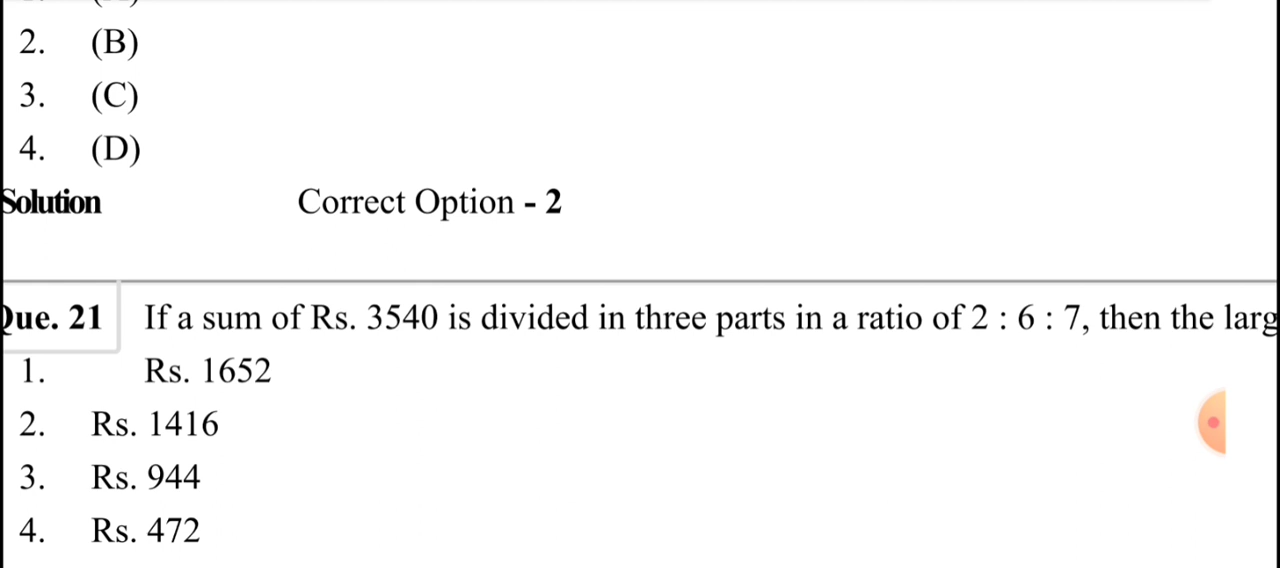 2. (B)
3. (C)
4. (D)
Solution Correct Option - 2
Que. 21 If a sum of Rs. 3540 is divided in three parts in a ratio of 2 : 6 : 7, then the larg
1. Rs. 1652
2. Rs. 1416
3. Rs. 944
4. Rs. 472